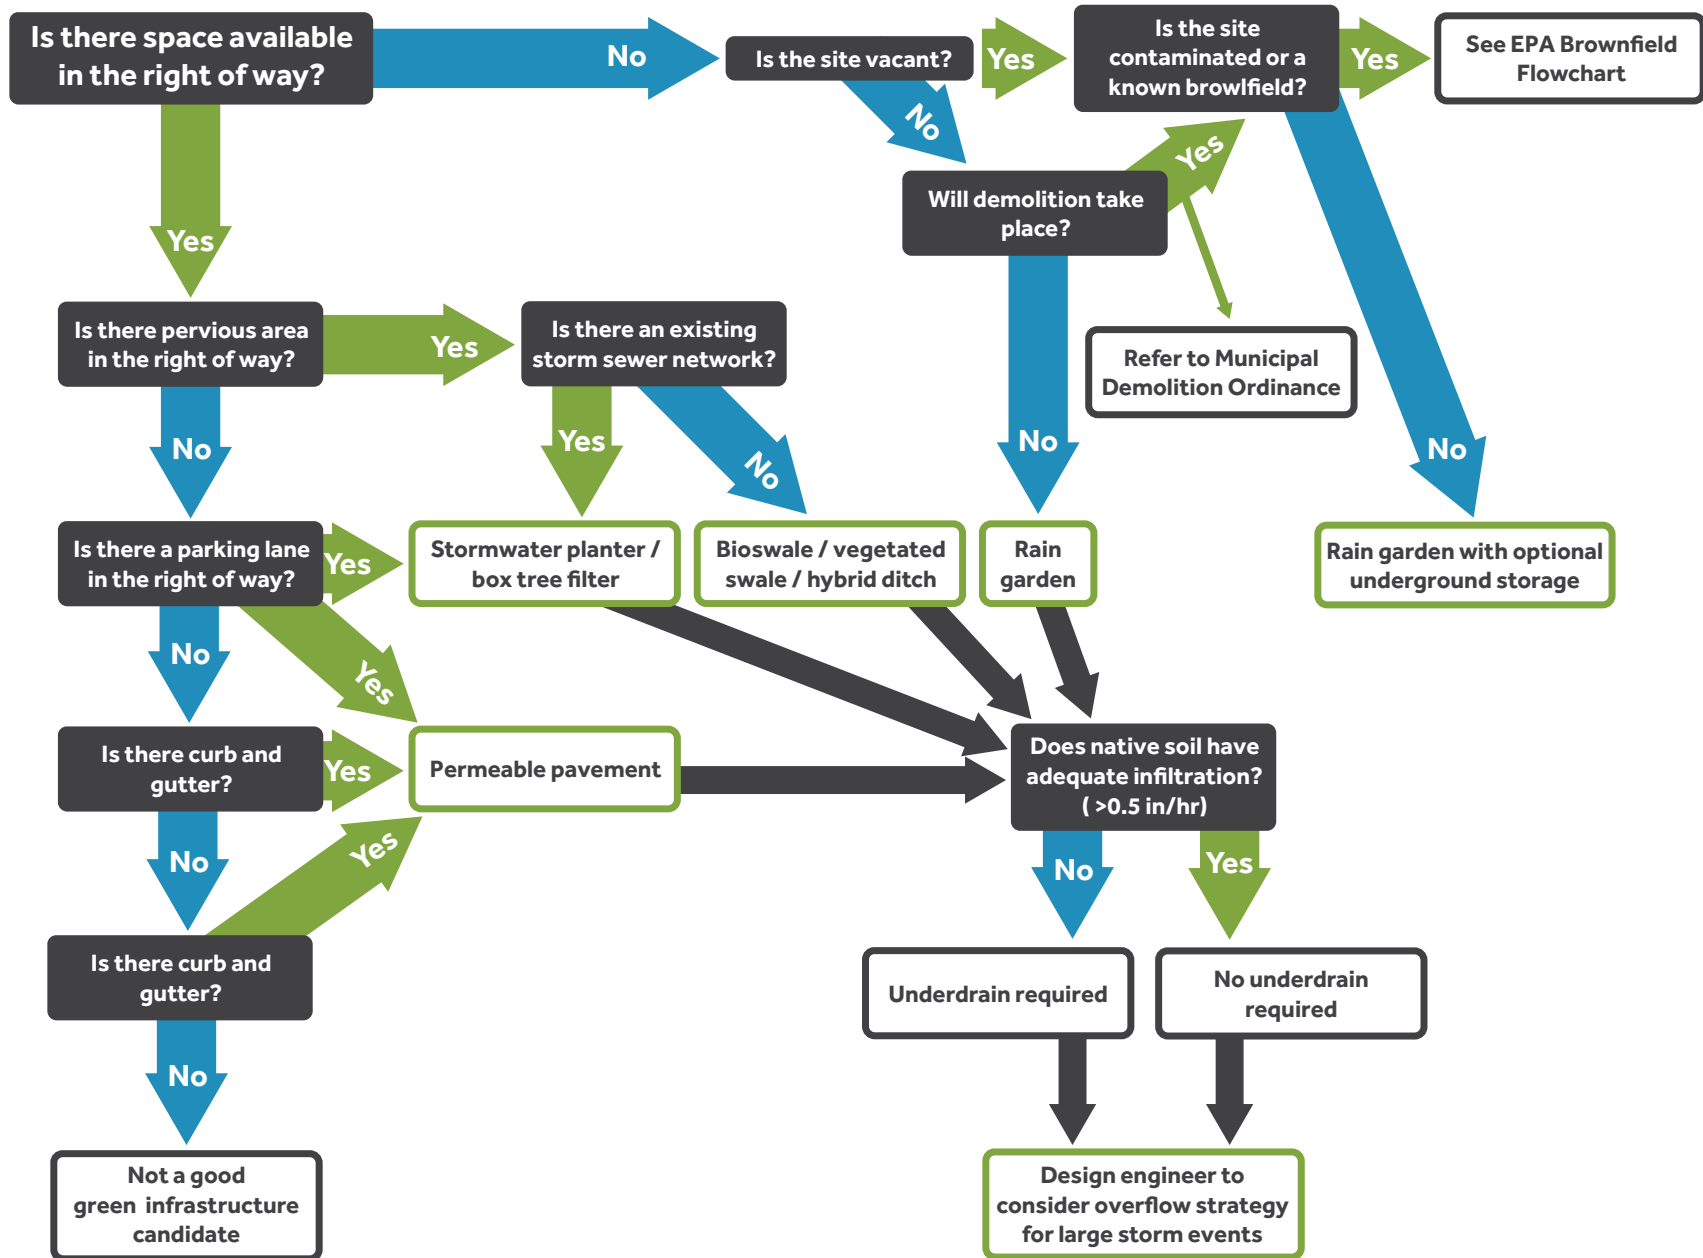 Is there space available
in the right of way?
No
Is the site vacant?
Yes
Is the site
contaminated or a
known browlfield?
Yes
See EPA Brownfield
Flowchart
No
Yes
Will demolition take
place?
Yes
Is there pervious area
in the right of way?
Yes
Is there an existing
storm sewer network?
Refer to Municipal
Demolition Ordinance
No
Yes
No
No
No
Is there a parking lane
in the right of way?
Yes
Stormwater planter /
box tree filter
Bioswale / vegetated
swale / hybrid ditch
Rain
garden
Rain garden with optional
underground storage
No
Yes
Is there curb and
gutter?
Yes
Permeable pavement
Does native soil have
adequate infiltration?
( >0.5 in/hr)
No
Yes
No
Yes
Is there curb and
gutter?
Underdrain required
No underdrain
required
No
Not a good
green infrastructure
candidate
Design engineer to
consider overflow strategy
for large storm events